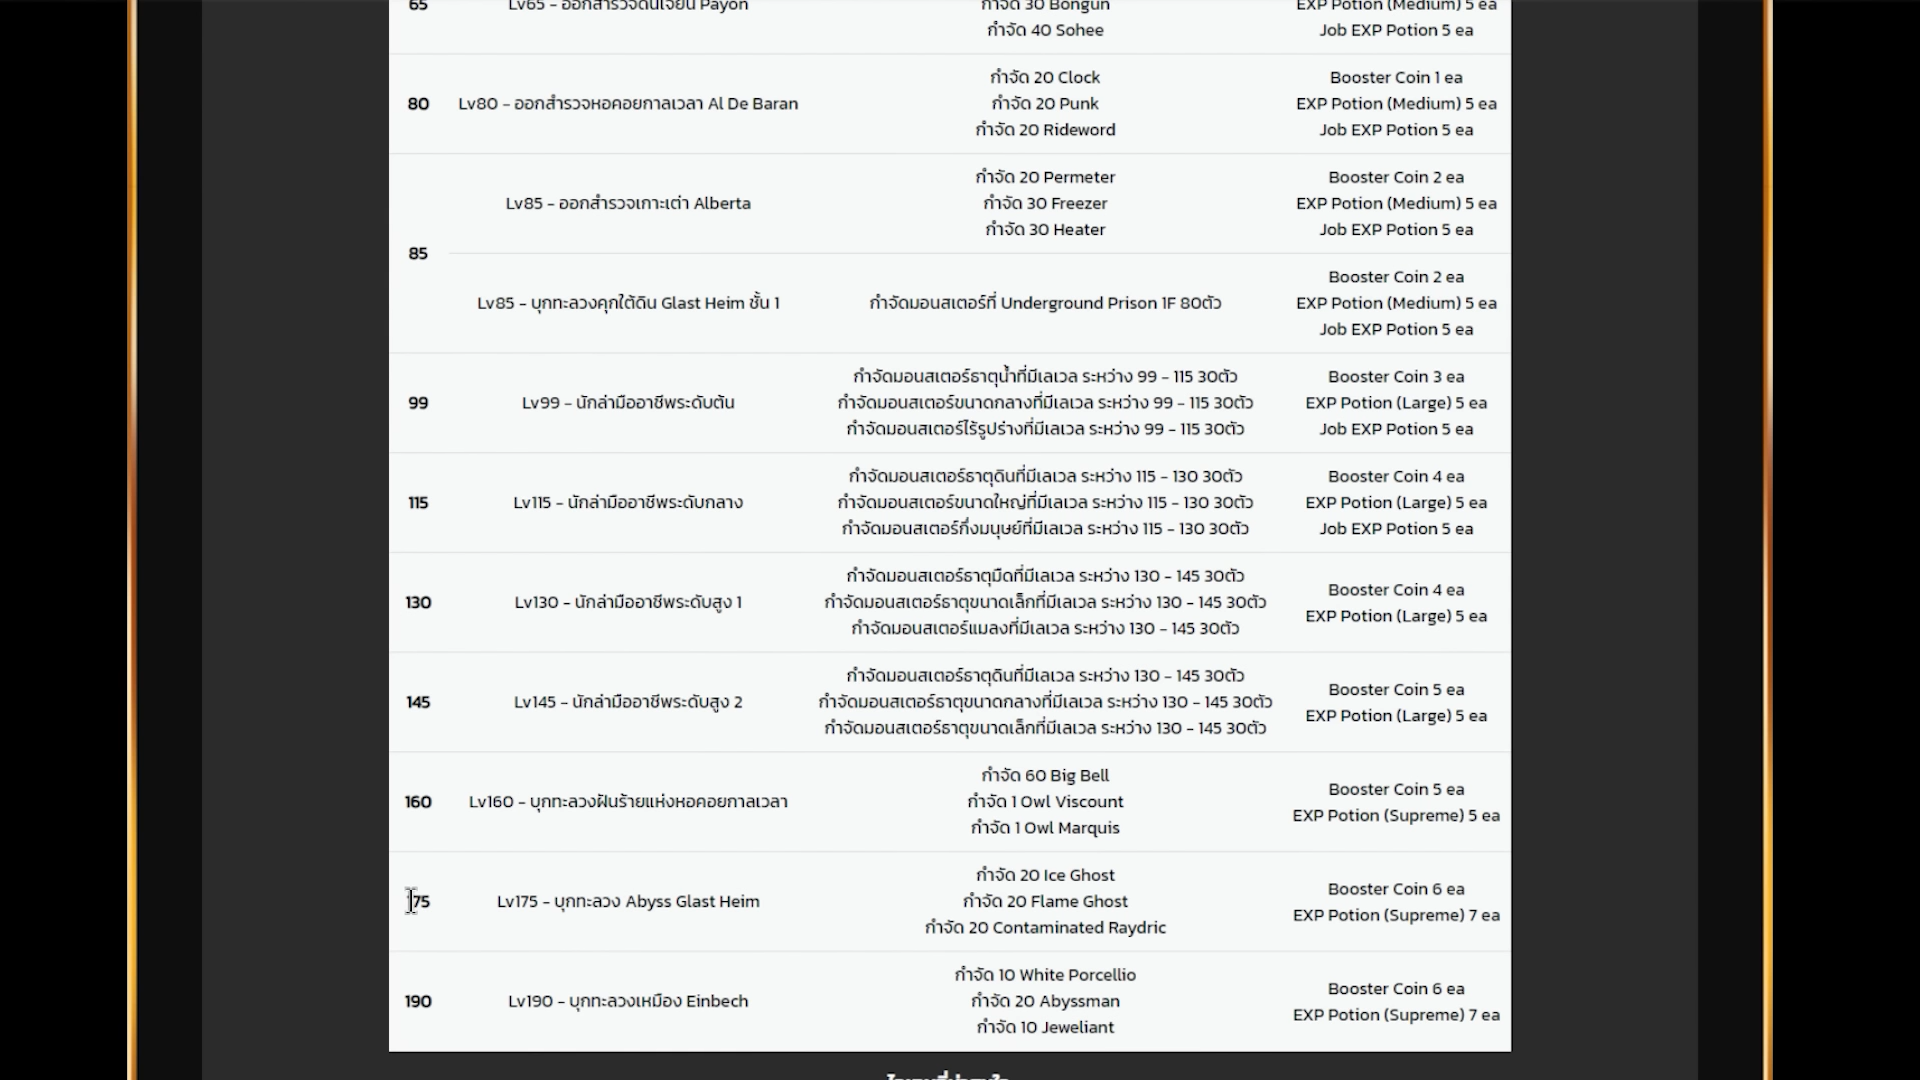 65
Lv65 - ออกสำรวจดันเจียน Payon
กำจัด 30 Bongun
กำจัด 40 Sohee
EXP Potion (Medium) 5 ea
Job EXP Potion 5 ea
80
Lv80 - ออกสำรวจหอคอยกาลเวลา Al De Baran
กำจัด 20 Clock
กำจัด 20 Punk
กำจัด 20 Rideword
Booster Coin 1 ea
EXP Potion (Medium) 5 ea
Job EXP Potion 5 ea
85
Lv85 - ออกสำรวจเกาะเต่า Alberta
กำจัด 20 Permeter
กำจัด 30 Freezer
กำจัด 30 Heater
Booster Coin 2 ea
EXP Potion (Medium) 5 ea
Job EXP Potion 5 ea
Lv85 - บุกทะลวงคุกใต้ดิน Glast Heim ชั้น 1
กำจัดมอนสเตอร์ที่ Underground Prison 1F 80ตัว
Booster Coin 2 ea
EXP Potion (Medium) 5 ea
Job EXP Potion 5 ea
99
Lv99 - นักล่ามืออาชีพระดับต้น
กำจัดมอนสเตอร์ธาตุน้ำที่มีเลเวล ระหว่าง 99 - 115 30ตัว
กำจัดมอนสเตอร์ขนาดกลางที่มีเลเวล ระหว่าง 99 - 115 30ตัว
กำจัดมอนสเตอร์ไร้รูปร่างที่มีเลเวล ระหว่าง 99 - 115 30ตัว
Booster Coin 3 ea
EXP Potion (Large) 5 ea
Job EXP Potion 5 ea
115
Lv115 - นักล่ามืออาชีพระดับกลาง
กำจัดมอนสเตอร์ธาตุดินที่มีเลเวล ระหว่าง 115 - 130 30ตัว
กำจัดมอนสเตอร์ขนาดใหญ่ที่มีเลเวล ระหว่าง 115 - 130 30ตัว
กำจัดมอนสเตอร์กึ่งมนุษย์ที่มีเลเวล ระหว่าง 115 - 130 30ตัว
Booster Coin 4 ea
EXP Potion (Large) 5 ea
Job EXP Potion 5 ea
130
Lv130 - นักล่ามืออาชีพระดับสูง 1
กำจัดมอนสเตอร์ธาตุมืดที่มีเลเวล ระหว่าง 130 - 145 30ตัว
กำจัดมอนสเตอร์ธาตุขนาดเล็กที่มีเลเวล ระหว่าง 130 - 145 30ตัว
กำจัดมอนสเตอร์แมลงที่มีเลเวล ระหว่าง 130 - 145 30ตัว
Booster Coin 4 ea
EXP Potion (Large) 5 ea
145
Lv145 - นักล่ามืออาชีพระดับสูง 2
กำจัดมอนสเตอร์ธาตุดินที่มีเลเวล ระหว่าง 130 - 145 30ตัว
กำจัดมอนสเตอร์ธาตุขนาดกลางที่มีเลเวล ระหว่าง 130 - 145 30ตัว
กำจัดมอนสเตอร์ธาตุขนาดเล็กที่มีเลเวล ระหว่าง 130 - 145 30ตัว
Booster Coin 5 ea
EXP Potion (Large) 5 ea
160
Lv160 - บุกทะลวงฝันร้ายแห่งหอคอยกาลเวลา
กำจัด 60 Big Bell
กำจัด 1 Owl Viscount
กำจัด 1 Owl Marquis
Booster Coin 5 ea
EXP Potion (Supreme) 5 ea
175
Lv175 - บุกทะลวง Abyss Glast Heim
กำจัด 20 Ice Ghost
กำจัด 20 Flame Ghost
กำจัด 20 Contaminated Raydric
Booster Coin 6 ea
EXP Potion (Supreme) 7 ea
190
Lv190 - บุกทะลวงเหมือง Einbech
กำจัด 10 White Porcellio
กำจัด 20 Abyssman
กำจัด 10 Jeweliant
Booster Coin 6 ea
EXP Potion (Supreme) 7 ea